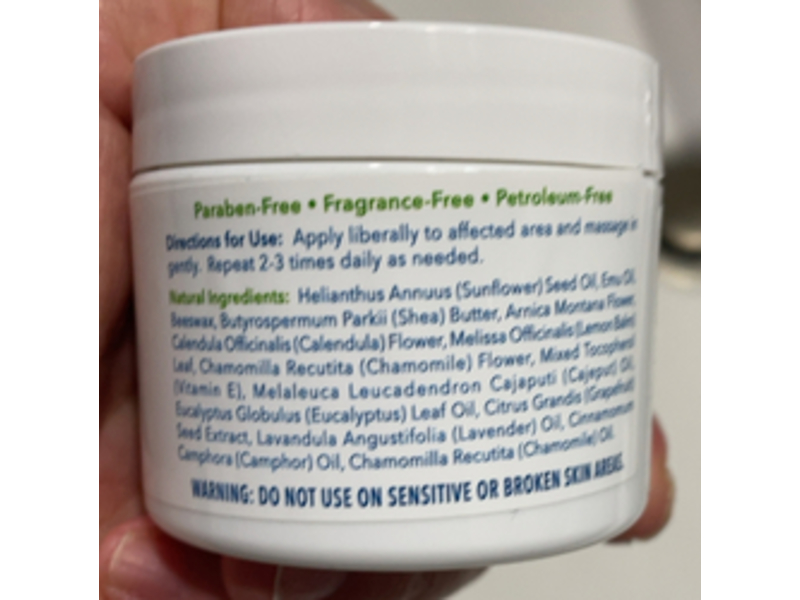 Paraben-Free • Fragrance-Free • Petroleum-Free
Directions for Use: Apply liberally to affected area and massage in
gently. Repeat 2-3 times daily as needed.
Natural Ingredients: Helianthus Annuus (Sunflower) Seed Oil, Emu Oil,
Beeswax, Butyrospermum Parkii (Shea) Butter, Arnica Montana Flower,
Calendula Officinalis (Calendula) Flower, Melissa Officinalis (Lemon Balm)
Leaf, Chamomilla Recutita (Chamomile) Flower, Mixed Tocopherol
(Vitamin E), Melaleuca Leucadendron Cajaputi (Cajeput) Oil,
Eucalyptus Globulus (Eucalyptus) Leaf Oil, Citrus Grandis (Grapefruit)
Seed Extract, Lavandula Angustifolia (Lavender) Oil, Cinnamomum
Camphora (Camphor) Oil, Chamomilla Recutita (Chamomile) Oil.
WARNING: DO NOT USE ON SENSITIVE OR BROKEN SKIN AREAS.